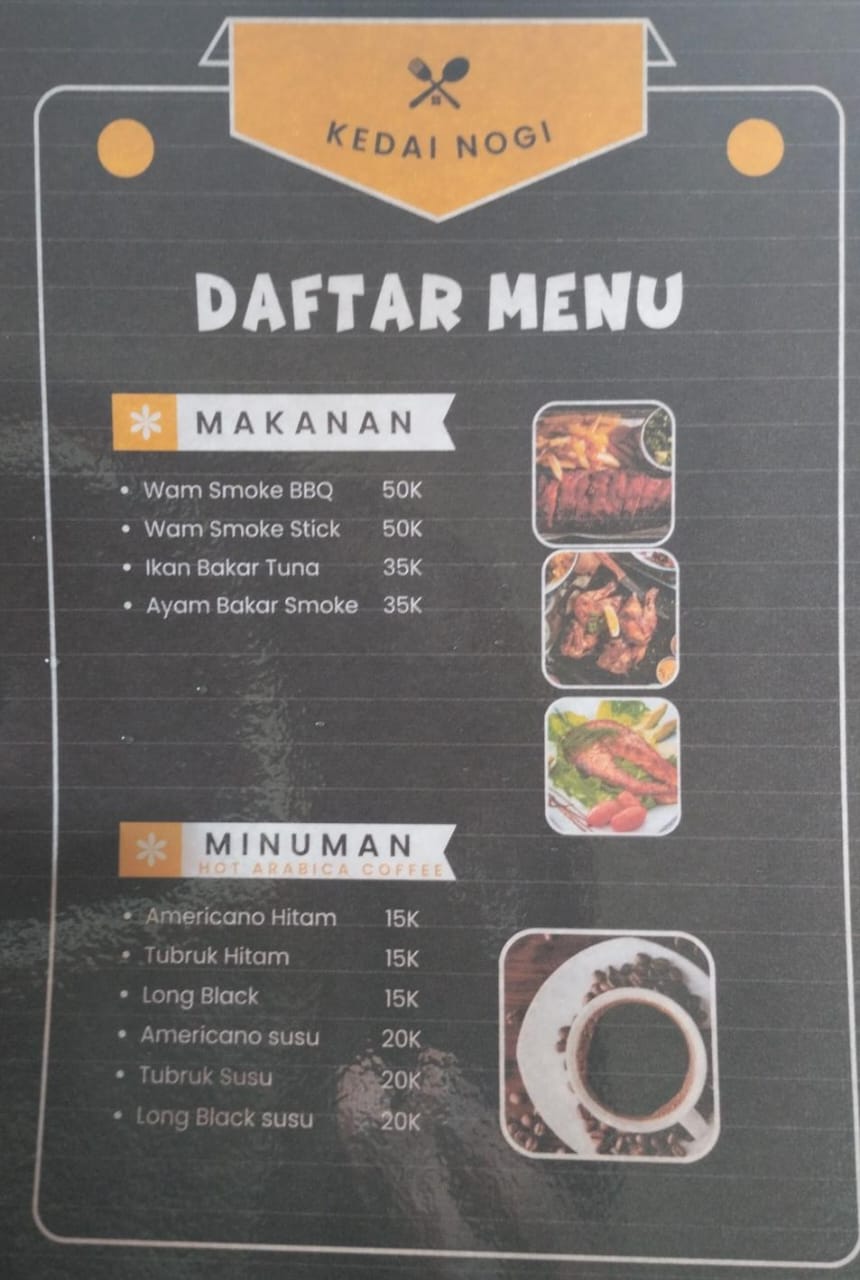 KEDAI NOGI
DAFTAR MENU
MAKANAN
• Wam Smoke BBQ 50K
• Wam Smoke Stick 50K
• Ikan Bakar Tuna 35K
• Ayam Bakar Smoke 35K
MINUMAN
HOT ARABICA COFFEE
• Americano Hitam 15K
• Tubruk Hitam 15K
• Long Black 15K
• Americano susu 20K
• Tubruk Susu 20K
• Long Black susu 20K